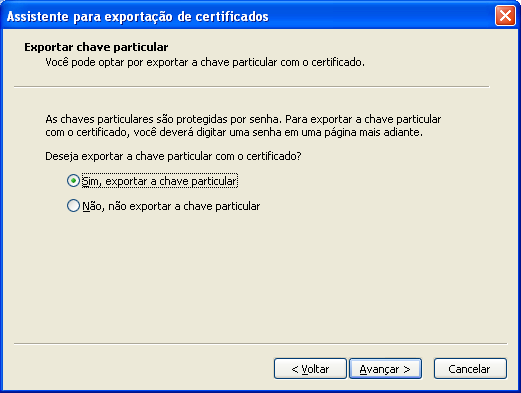 Assistente para exportação de certificados
Exportar chave particular
Você pode optar por exportar a chave particular com o certificado.
As chaves particulares são protegidas por senha. Para exportar a chave particular
com o certificado, você deverá digitar uma senha em uma página mais adiante.
Deseja exportar a chave particular com o certificado?
Sim, exportar a chave particular
Não, não exportar a chave particular
< Voltar
Avançar >
Cancelar